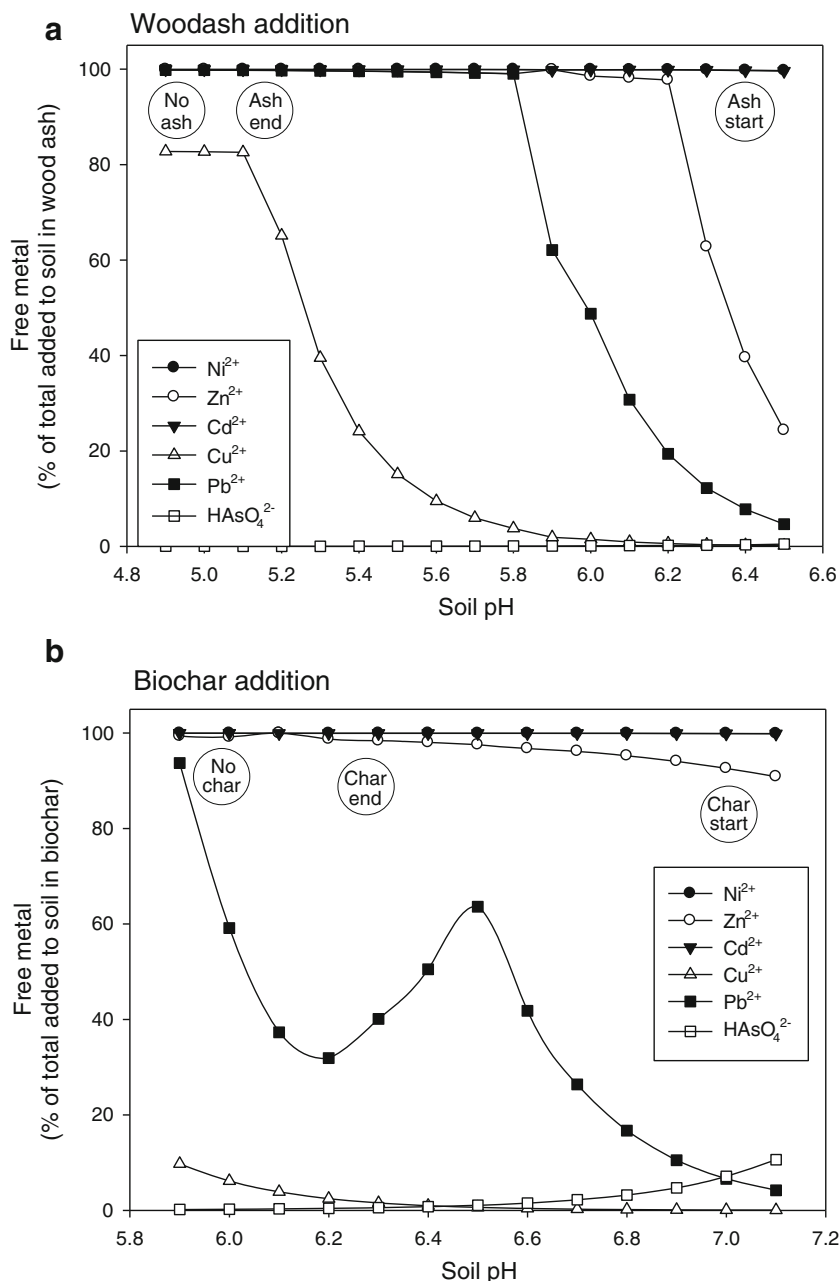 a
Woodash addition
Free metal
(% of total added to soil in wood ash)
100
80
60
40
20
0
No
ash
Ash
end
Ash
start
Ni²⁺
Zn²⁺
Cd²⁺
Cu²⁺
Pb²⁺
HAsO₄²⁻
4.8 5.0 5.2 5.4 5.6 5.8 6.0 6.2 6.4 6.6
Soil pH
b
Biochar addition
Free metal
(% of total added to soil in biochar)
100
80
60
40
20
0
No
char
Char
end
Char
start
Ni²⁺
Zn²⁺
Cd²⁺
Cu²⁺
Pb²⁺
HAsO₄²⁻
5.8 6.0 6.2 6.4 6.6 6.8 7.0 7.2
Soil pH